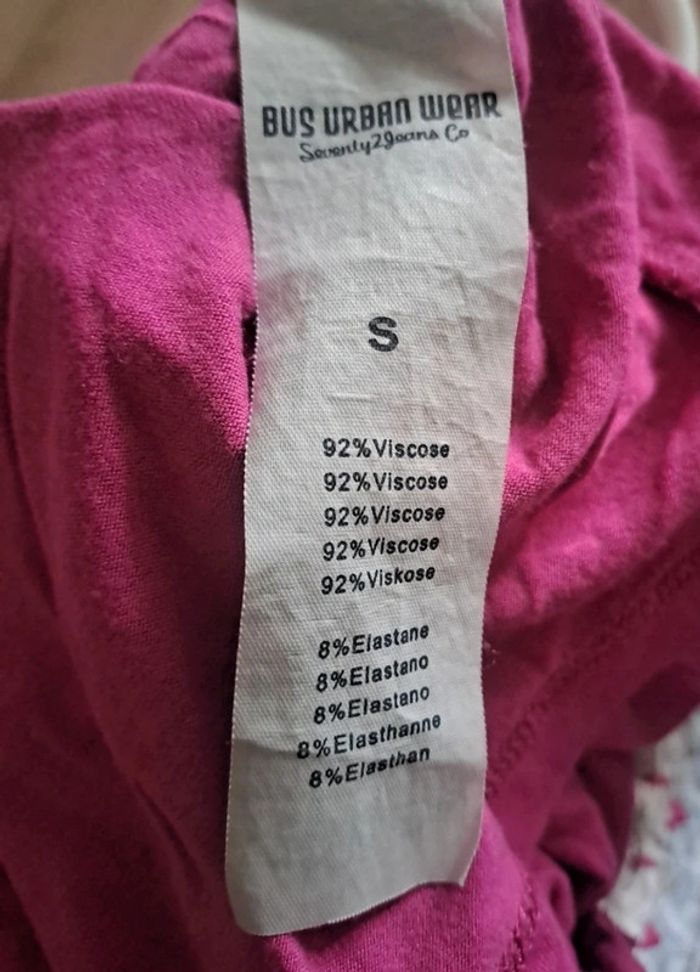 BUS URBAN WEAR
Seventy2Jeans Co
S
92%Viscose
92%Viscose
92%Viscose
92%Viscose
92%Viskose
8%Elastane
8%Elastano
8%Elastano
8%Elasthanne
8%Elasthan